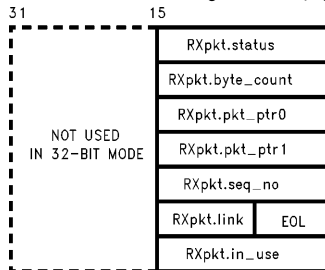 31 15
RXpkt.status
RXpkt.byte_count
RXpkt.pkt_ptr0
NOT USED
IN 32-BIT MODE
RXpkt.pkt_ptr1
RXpkt.seq_no
RXpkt.link EOL
RXpkt.in_use